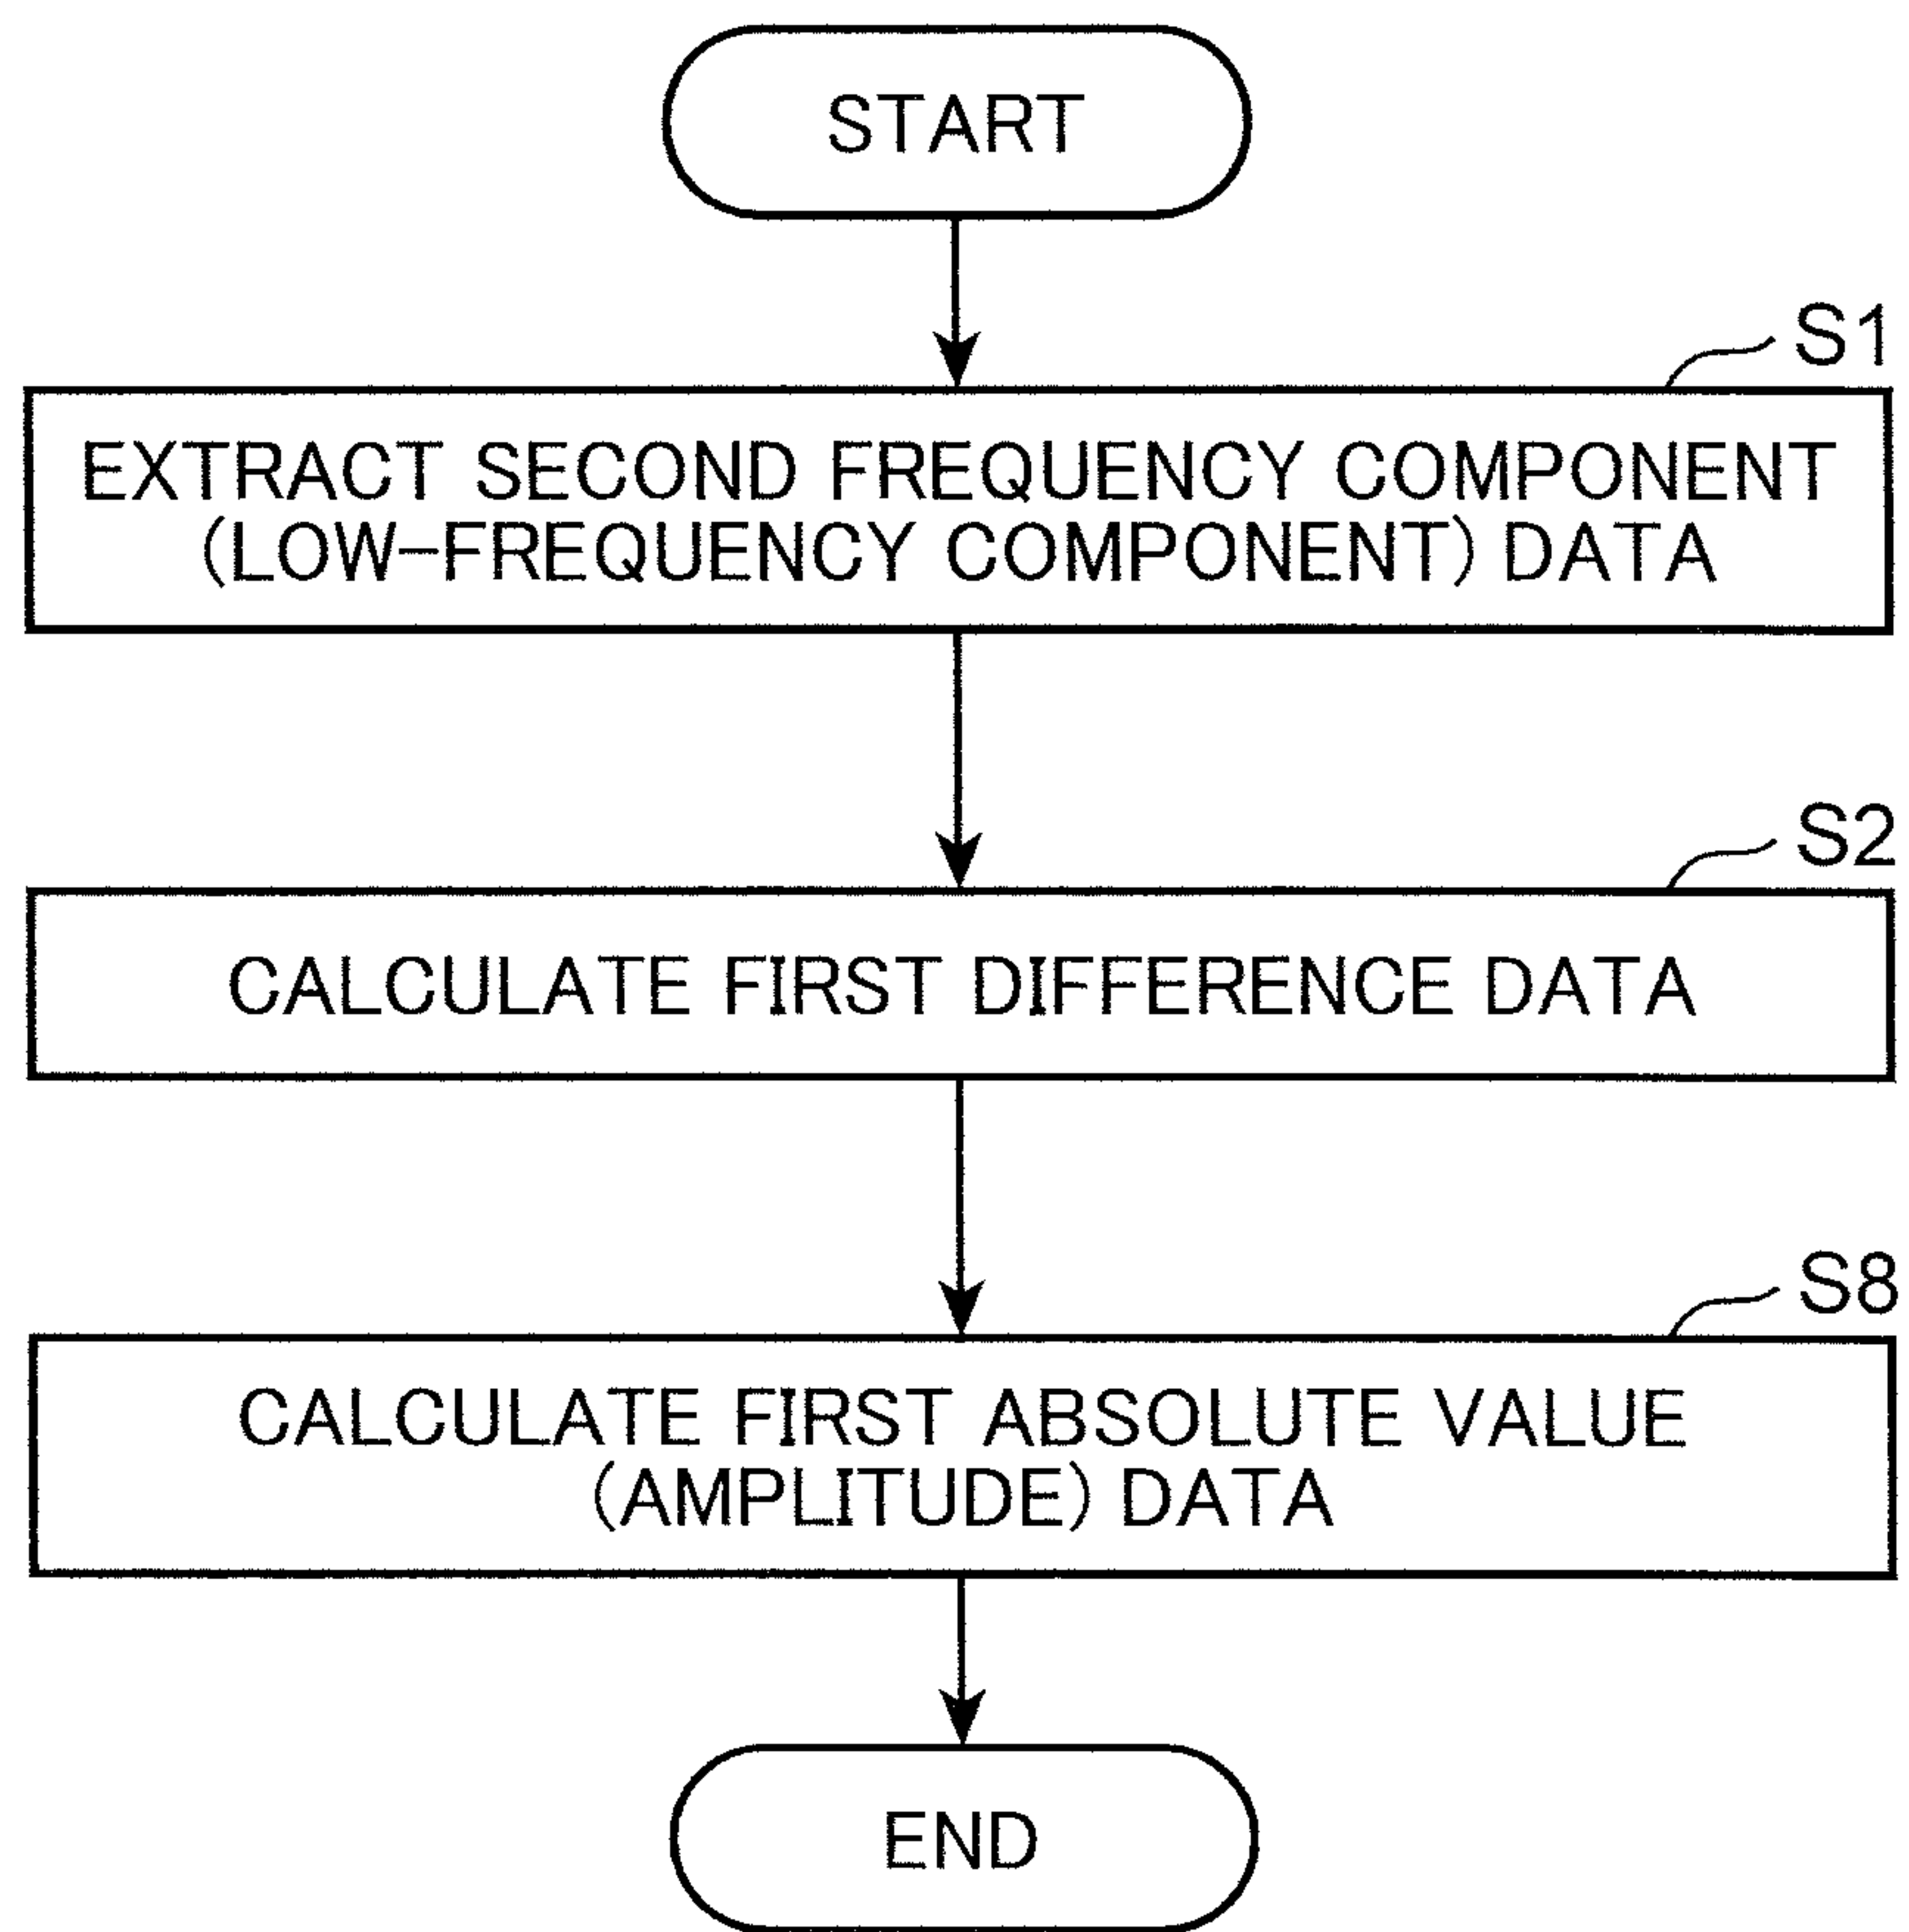 START
S1
EXTRACT SECOND FREQUENCY COMPONENT
(LOW-FREQUENCY COMPONENT) DATA
S2
CALCULATE FIRST DIFFERENCE DATA
S8
CALCULATE FIRST ABSOLUTE VALUE
(AMPLITUDE) DATA
END